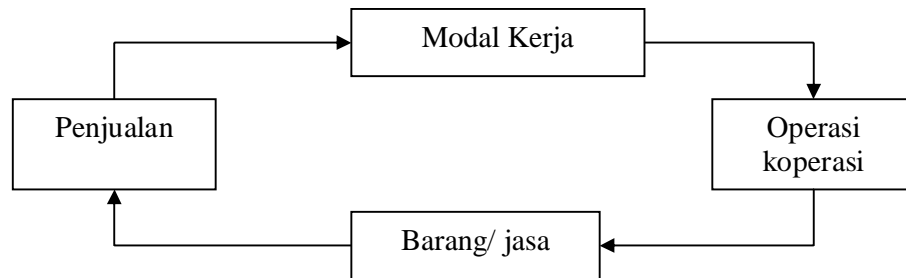 Modal Kerja
Penjualan
Operasi
koperasi
Barang/ jasa